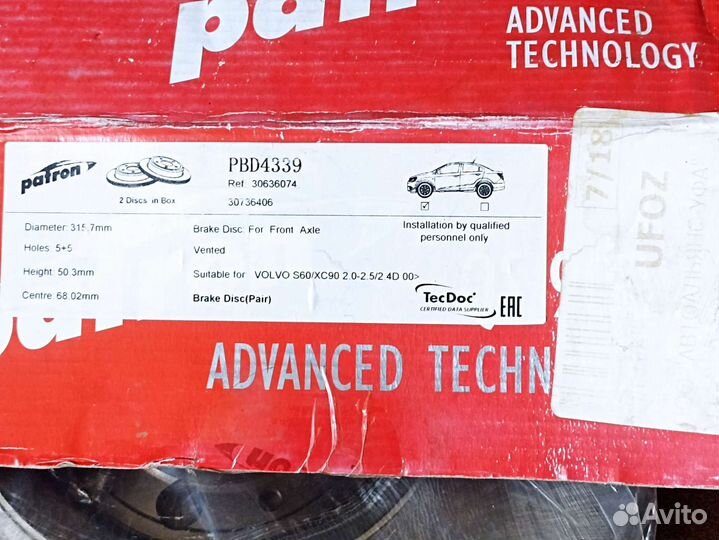 patron
ADVANCED
TECHNOLOGY
patron
2 Discs in Box
PBD4339
Ref. 30636074
30736406
Diameter: 315,7mm
Holes: 5+5
Height: 50.3mm
Centre: 68.02mm
Brake Disc: For Front Axle
Vented
Suitable for: VOLVO S60/XC90 2.0-2.5/2.4D 00>
Brake Disc(Pair)
Installation by qualified
personnel only
TecDoc
CERTIFIED DATA SUPPLIER
EAC
7/18
UFOZ
ADVANCED TECHN
Avito